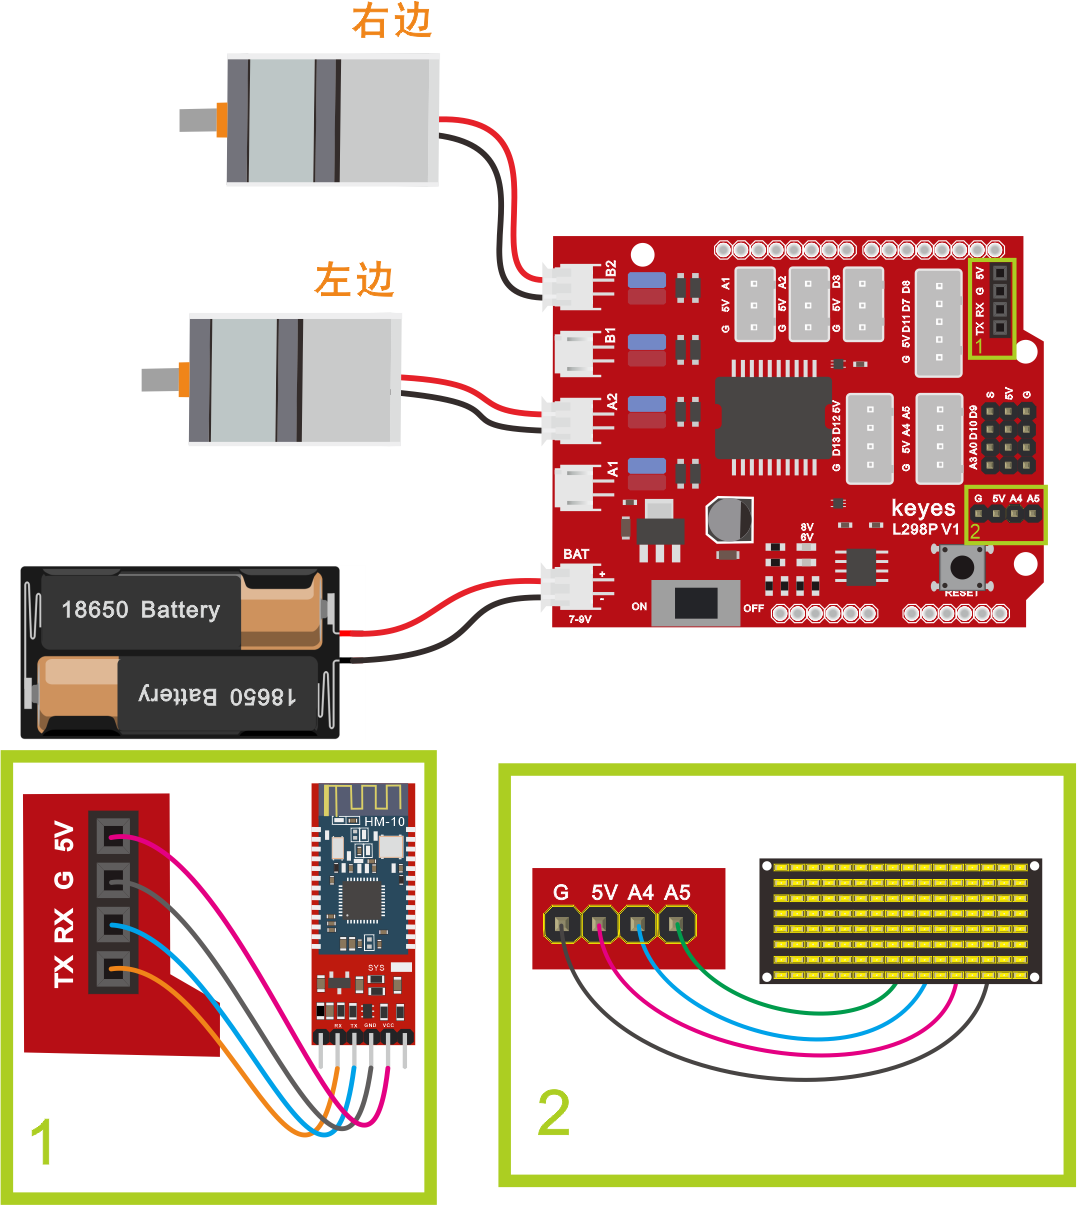 右边
左边
B2
B1
A2
A1
A1
5V
G
A2
5V
G
D3
5V
G
D8
D7
D11
5V
G
5V
G
RX
TX
1
5V
D12
D13
G
A5
A4
5V
G
S 5V G
D9
D10
A0
A3
G 5V A4 A5
2
keyes
L298P V1
BAT
+
-
7-9V
ON
OFF
8V
6V
RESET
18650 Battery
18650 Battery
5V
G
RX
TX
HM-10
SYS
RX TX GND VCC
1
G 5V A4 A5
2